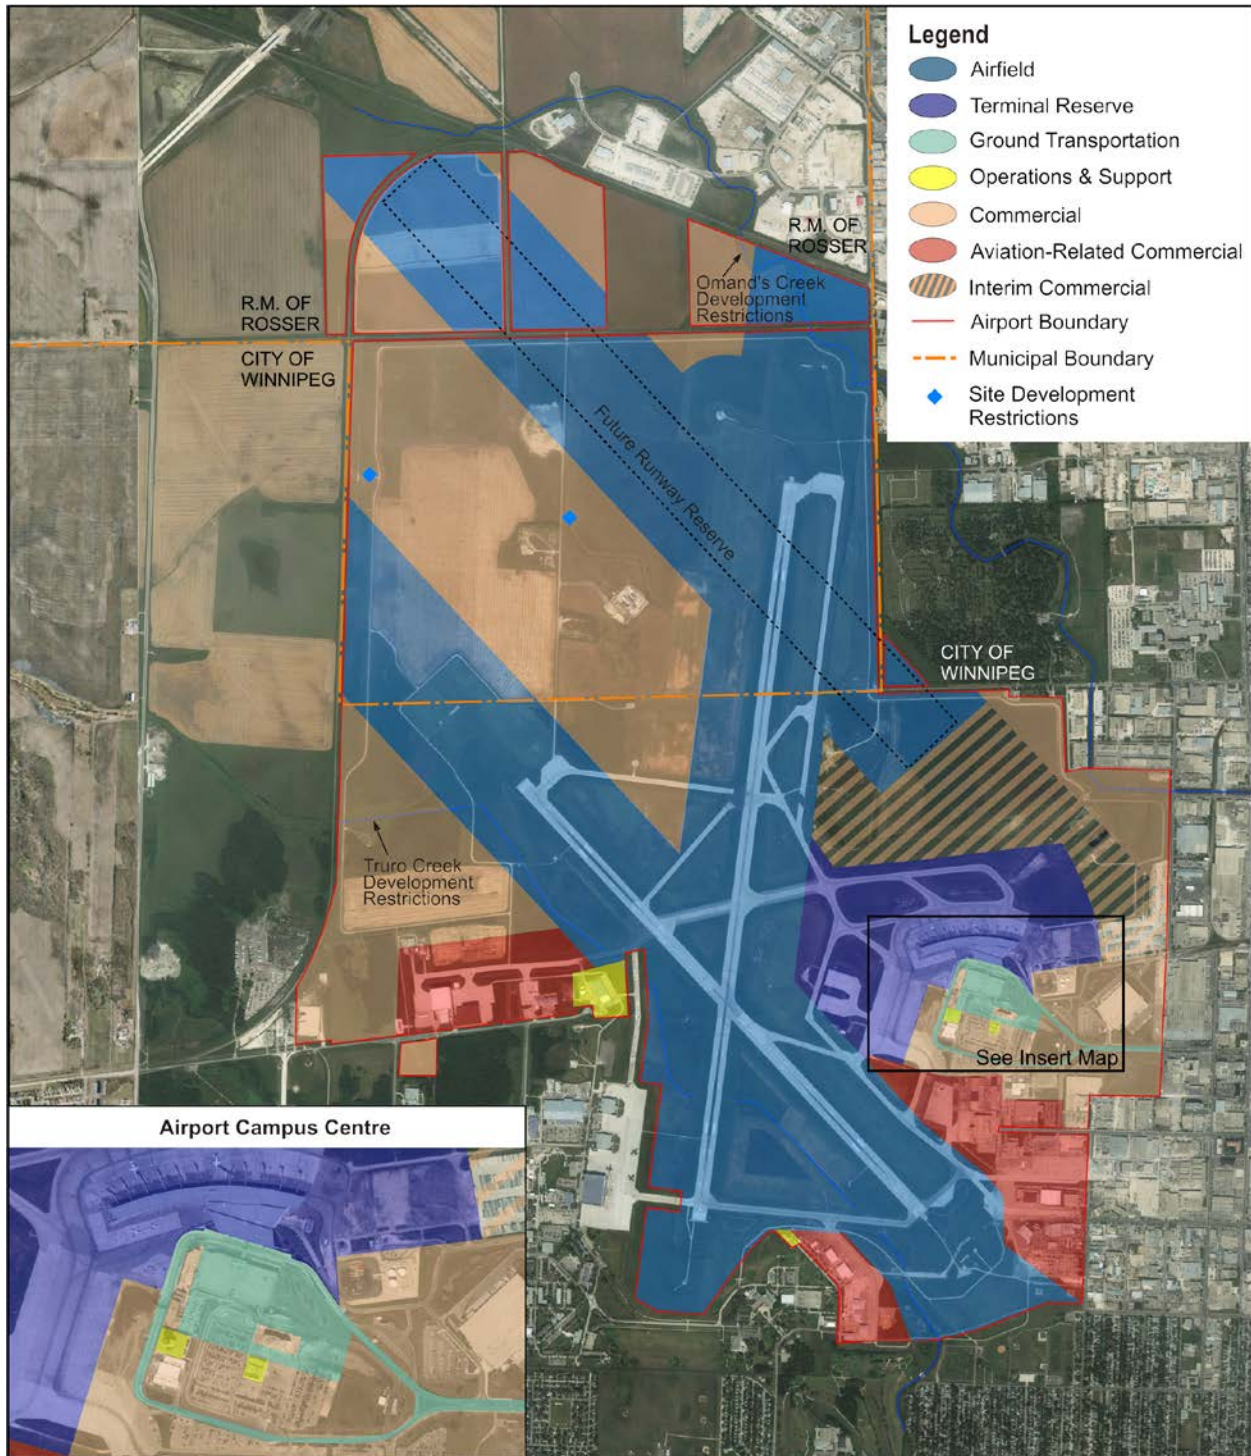 Legend
Airfield
Terminal Reserve
Ground Transportation
Operations & Support
Commercial
Aviation-Related Commercial
Interim Commercial
Airport Boundary
Municipal Boundary
Site Development
Restrictions
R.M. OF
ROSSER
Omand's Creek
Development
Restrictions
R.M. OF
ROSSER
CITY OF
WINNIPEG
Future Runway Reserve
CITY OF
WINNIPEG
Truro Creek
Development
Restrictions
See Insert Map
Airport Campus Centre